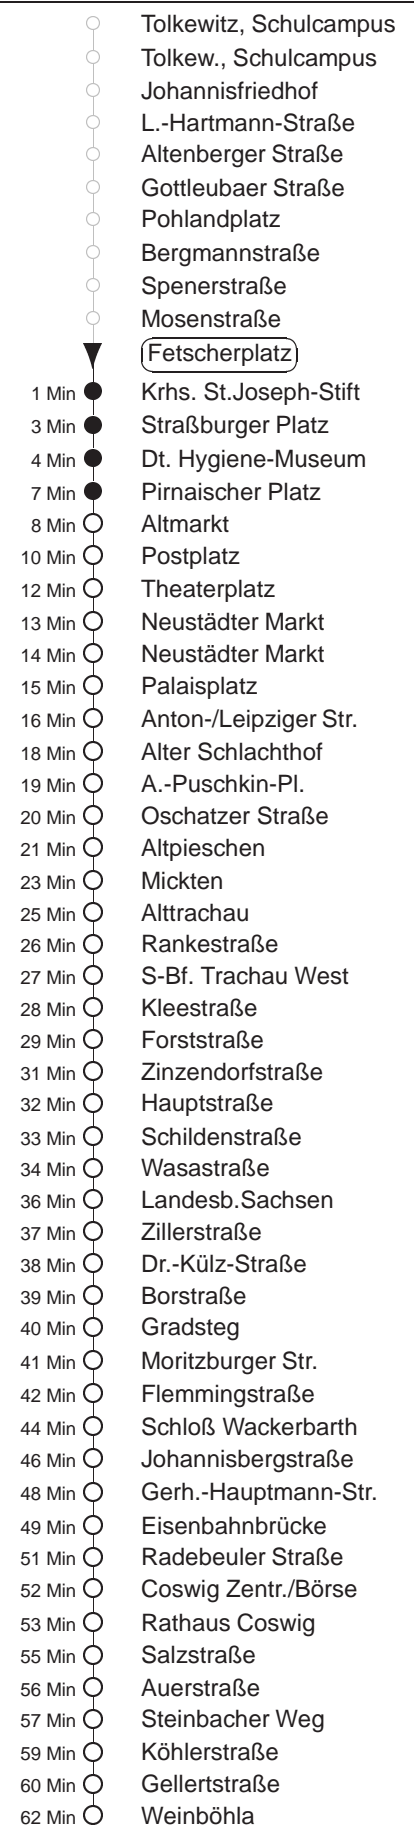 Tolkewitz, Schulcampus
Tolkew., Schulcampus
Johannisfriedhof
L.-Hartmann-Straße
Altenberger Straße
Gottleubaer Straße
Pohlandplatz
Bergmannstraße
Spenerstraße
Mosenstraße
Fetscherplatz
1 Min Krhs. St.Joseph-Stift
3 Min Straßburger Platz
4 Min Dt. Hygiene-Museum
7 Min Pirnaischer Platz
8 Min Altmarkt
10 Min Postplatz
12 Min Theaterplatz
13 Min Neustädter Markt
14 Min Neustädter Markt
15 Min Palaisplatz
16 Min Anton-/Leipziger Str.
18 Min Alter Schlachthof
19 Min A.-Puschkin-Pl.
20 Min Oschatzer Straße
21 Min Altpieschen
23 Min Mickten
25 Min Alttrachau
26 Min Rankestraße
27 Min S-Bf. Trachau West
28 Min Kleestraße
29 Min Forststraße
31 Min Zinzendorfstraße
32 Min Hauptstraße
33 Min Schildenstraße
34 Min Wasastraße
36 Min Landesb.Sachsen
37 Min Zillerstraße
38 Min Dr.-Külz-Straße
39 Min Borstraße
40 Min Gradsteg
41 Min Moritzburger Str.
42 Min Flemmingstraße
44 Min Schloß Wackerbarth
46 Min Johannisbergstraße
48 Min Gerh.-Hauptmann-Str.
49 Min Eisenbahnbrücke
51 Min Radebeuler Straße
52 Min Coswig Zentr./Börse
53 Min Rathaus Coswig
55 Min Salzstraße
56 Min Auerstraße
57 Min Steinbacher Weg
59 Min Köhlerstraße
60 Min Gellertstraße
62 Min Weinböhla